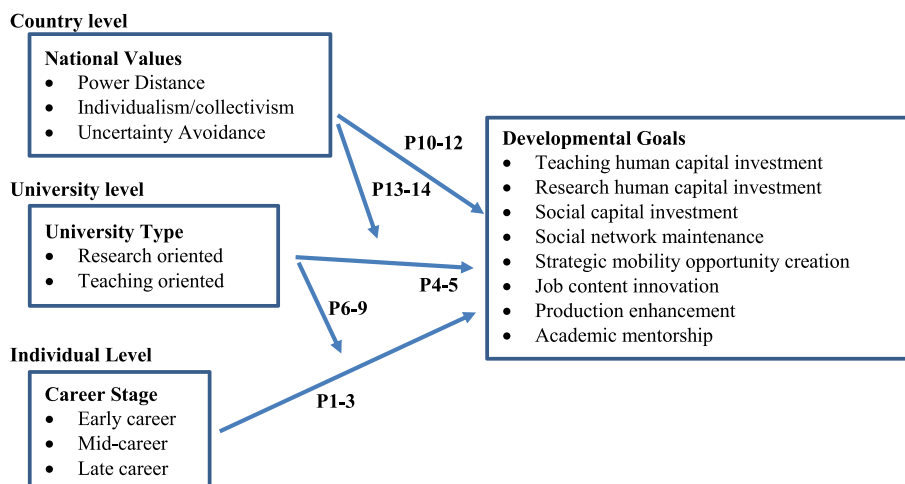 Country level
National Values
• Power Distance
• Individualism/collectivism
• Uncertainty Avoidance
P10-12
P13-14
University level
University Type
• Research oriented
• Teaching oriented
P4-5
P6-9
Individual Level
Career Stage
• Early career
• Mid-career
• Late career
P1-3
Developmental Goals
• Teaching human capital investment
• Research human capital investment
• Social capital investment
• Social network maintenance
• Strategic mobility opportunity creation
• Job content innovation
• Production enhancement
• Academic mentorship